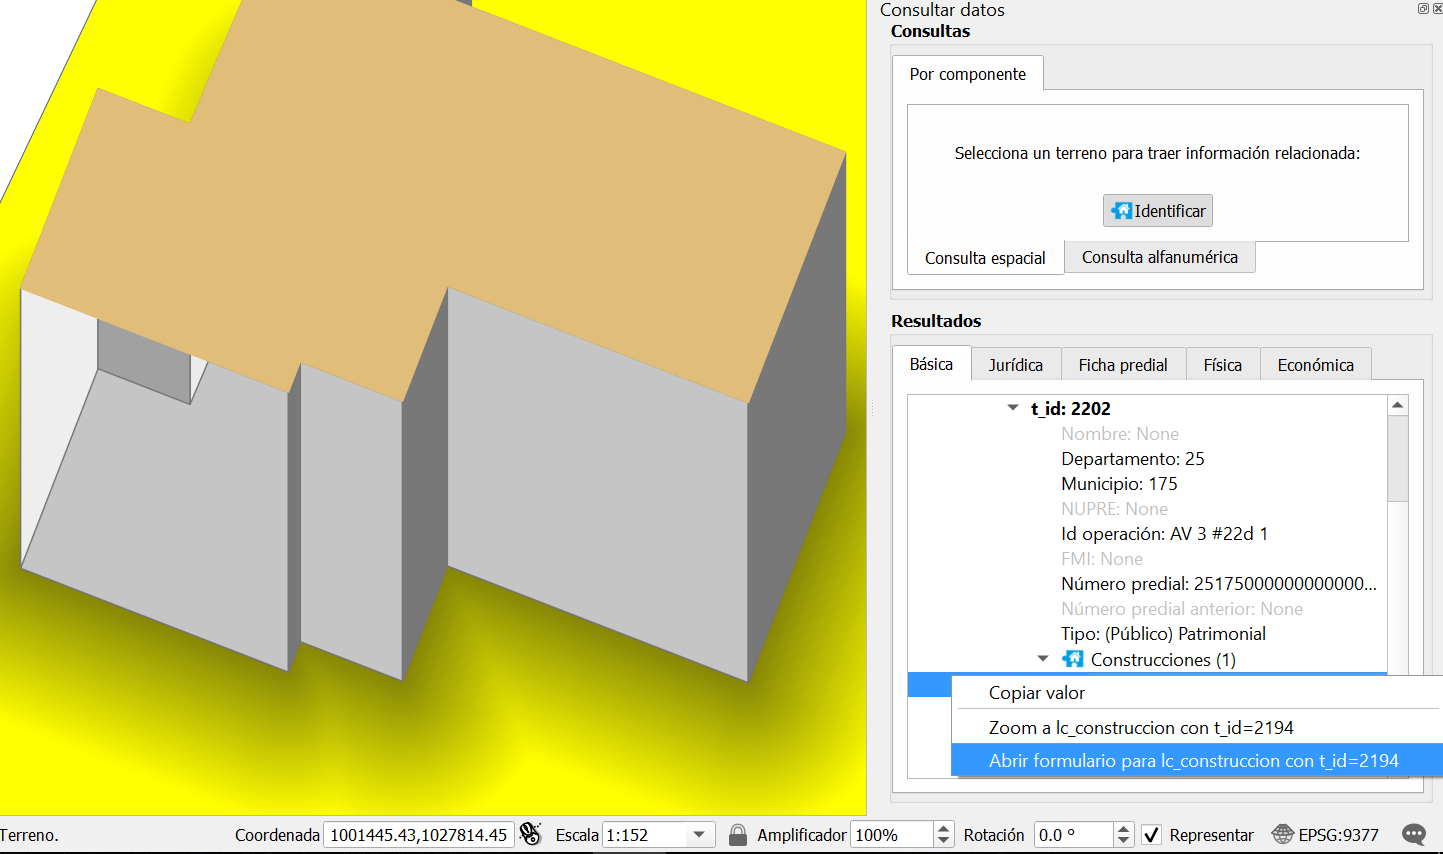 Consultar datos
Consultas
Por componente
Selecciona un terreno para traer información relacionada:
Identificar
Consulta espacial
Consulta alfanumérica
Resultados
Básica
Jurídica
Ficha predial
Física
Económica
t_id: 2202
Nombre: None
Departamento: 25
Municipio: 175
NUPRE: None
Id operación: AV 3 #22d 1
FMI: None
Número predial: 25175000000000000...
Número predial anterior: None
Tipo: (Público) Patrimonial
Construcciones (1)
Copiar valor
Zoom a lc_construccion con t_id=2194
Abrir formulario para lc_construccion con t_id=2194
Terreno.
Coordenada 1001445.43,1027814.45
Escala 1:152
Amplificador 100%
Rotación 0.0 °
Representar
EPSG:9377